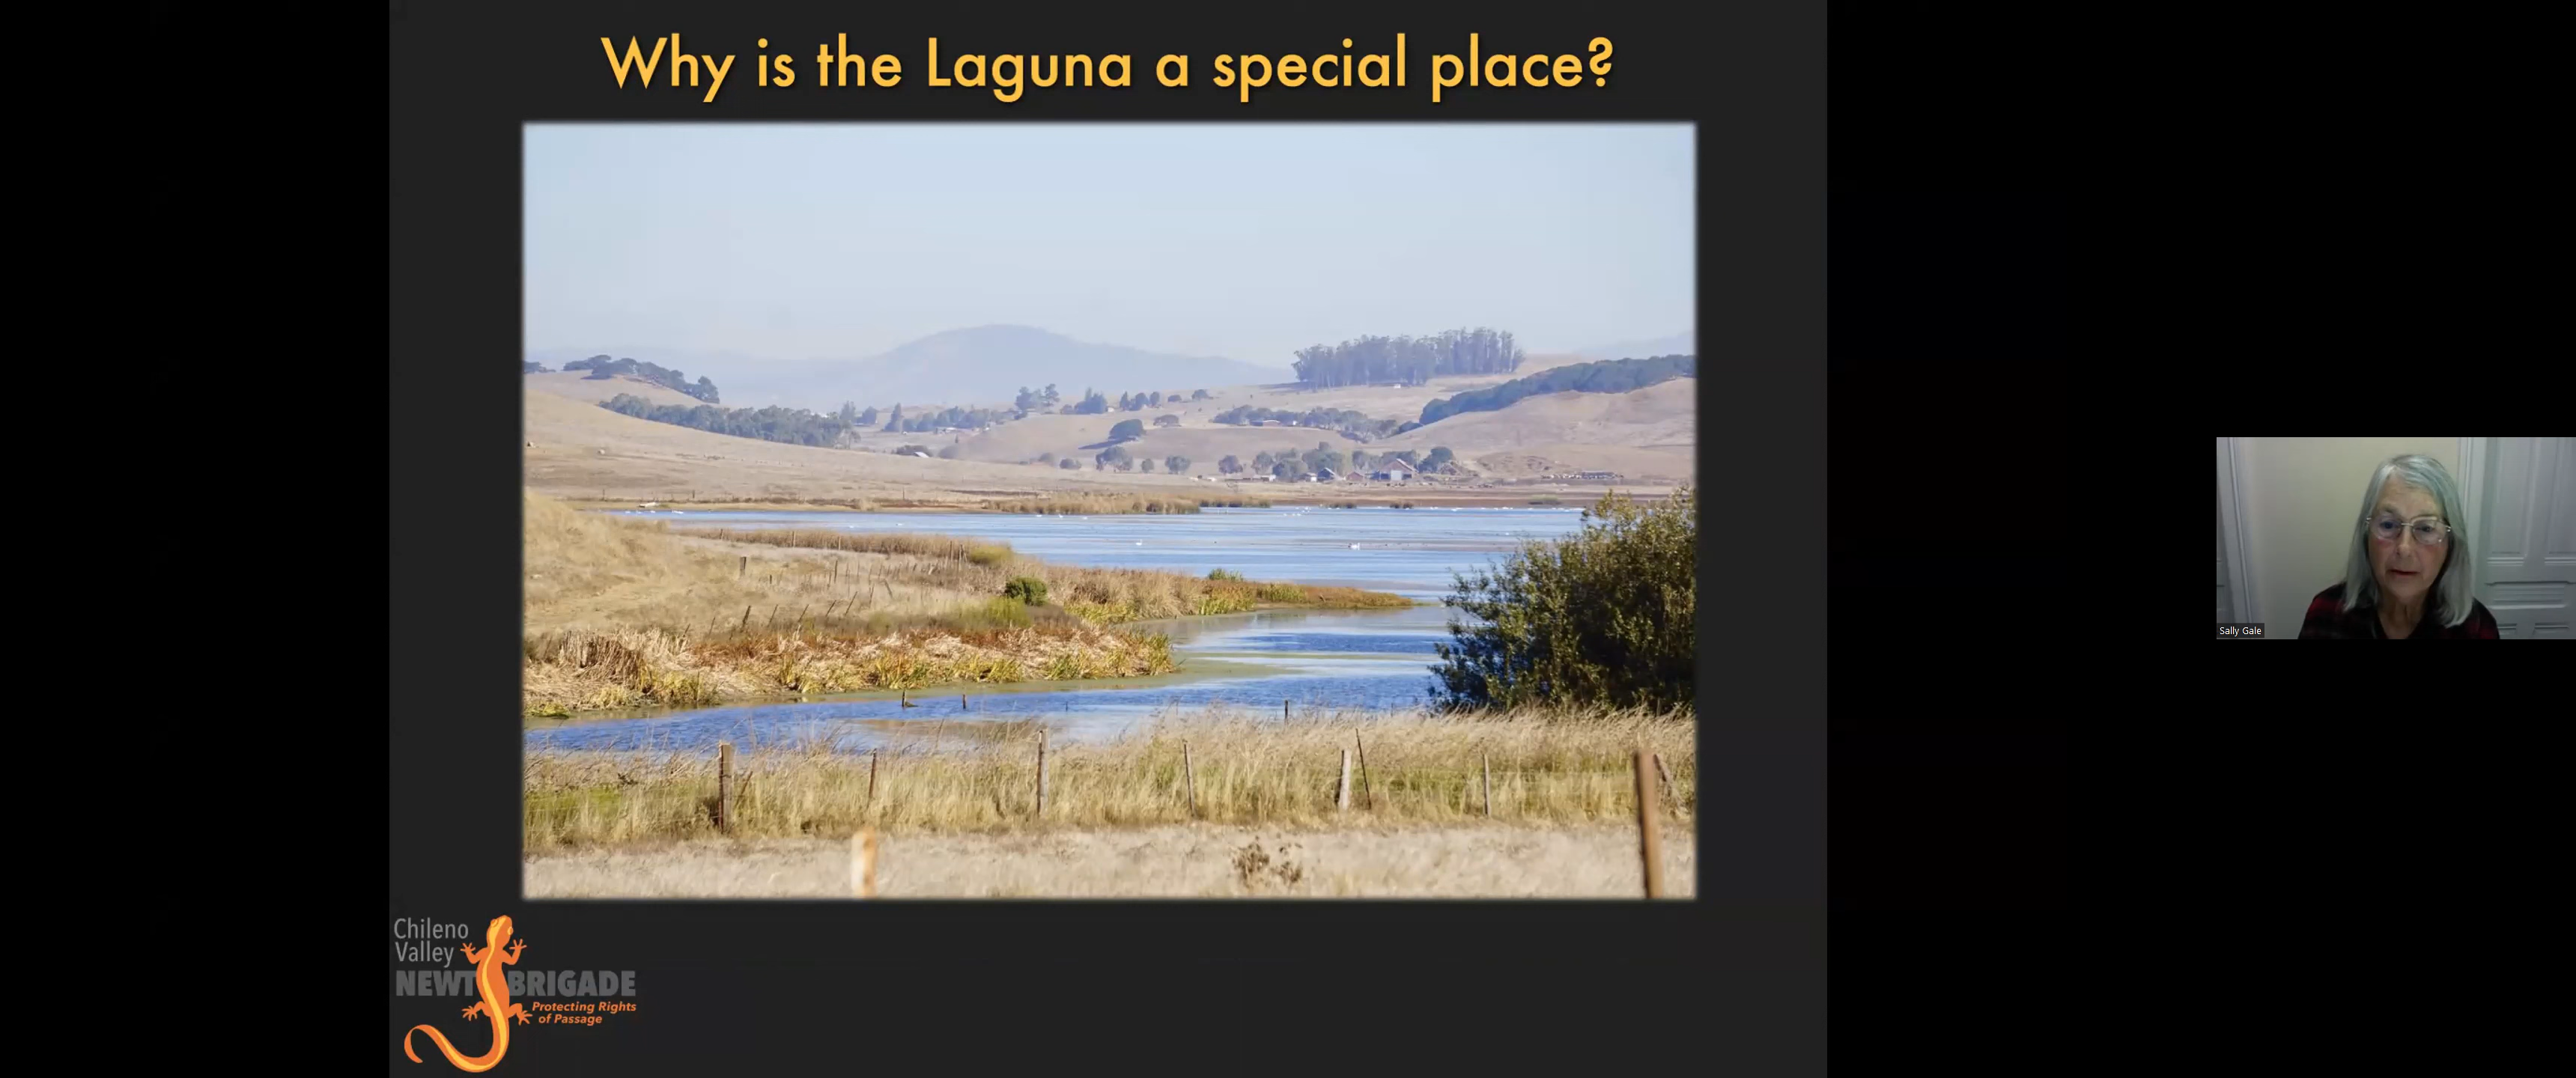 Why is the Laguna a special place?
Chileno
Valley
NEWT BRIGADE
Protecting Rights
of Passage
Sally Gale